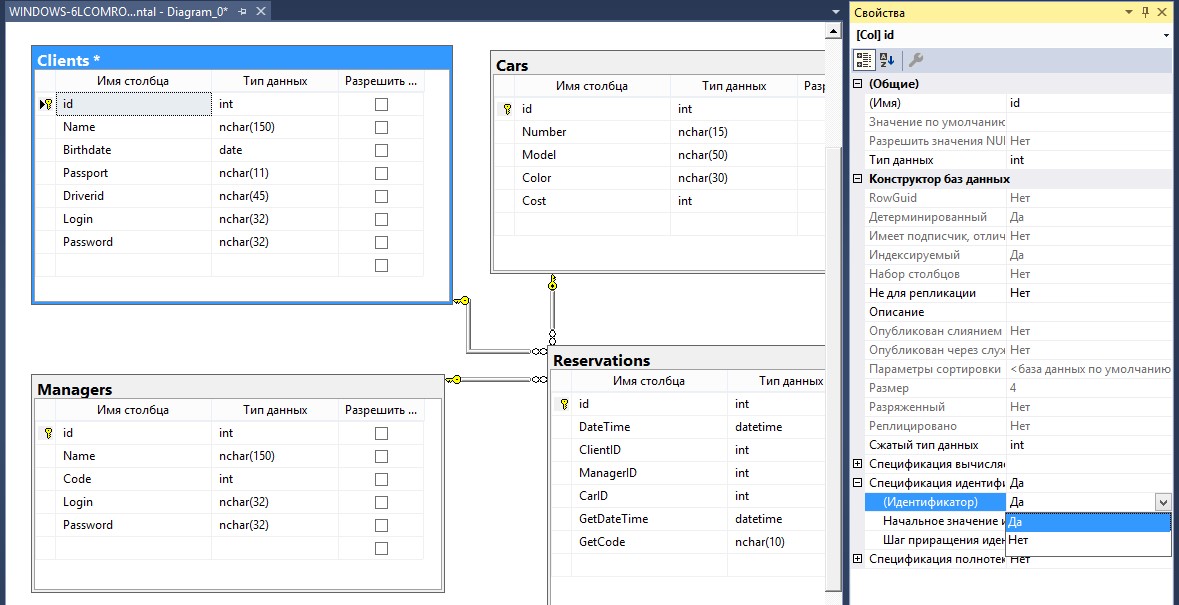 WINDOWS-6LCOMRO...ntal - Diagram_0*
Clients *
Имя столбца Тип данных Разрешить ...
id int
Name nchar(150)
Birthdate date
Passport nchar(11)
Driverid nchar(45)
Login nchar(32)
Password nchar(32)
Cars
Имя столбца Тип данных Разр
id int
Number nchar(15)
Model nchar(50)
Color nchar(30)
Cost int
Managers
Имя столбца Тип данных Разрешить ...
id int
Name nchar(150)
Code int
Login nchar(32)
Password nchar(32)
Reservations
Имя столбца Тип данных
id int
DateTime datetime
ClientID int
ManagerID int
CarID int
GetDateTime datetime
GetCode nchar(10)
Свойства
[Col] id
(Общие)
(Имя) id
Значение по умолчанию
Разрешить значения NUL Нет
Тип данных int
Конструктор баз данных
RowGuid Нет
Детерминированный Да
Имеет подписчик, отлич Нет
Индексируемый Да
Набор столбцов Нет
Не для репликации Нет
Описание
Опубликован слиянием Нет
Опубликован через служ Нет
Параметры сортировки <база данных по умолчанию
Размер 4
Разряженный Нет
Реплицировано Нет
Сжатый тип данных int
Спецификация вычисля
Спецификация идентифи Да
(Идентификатор) Да
Да
Начальное значение и
Нет
Шаг приращения иден
Спецификация полнотек Нет